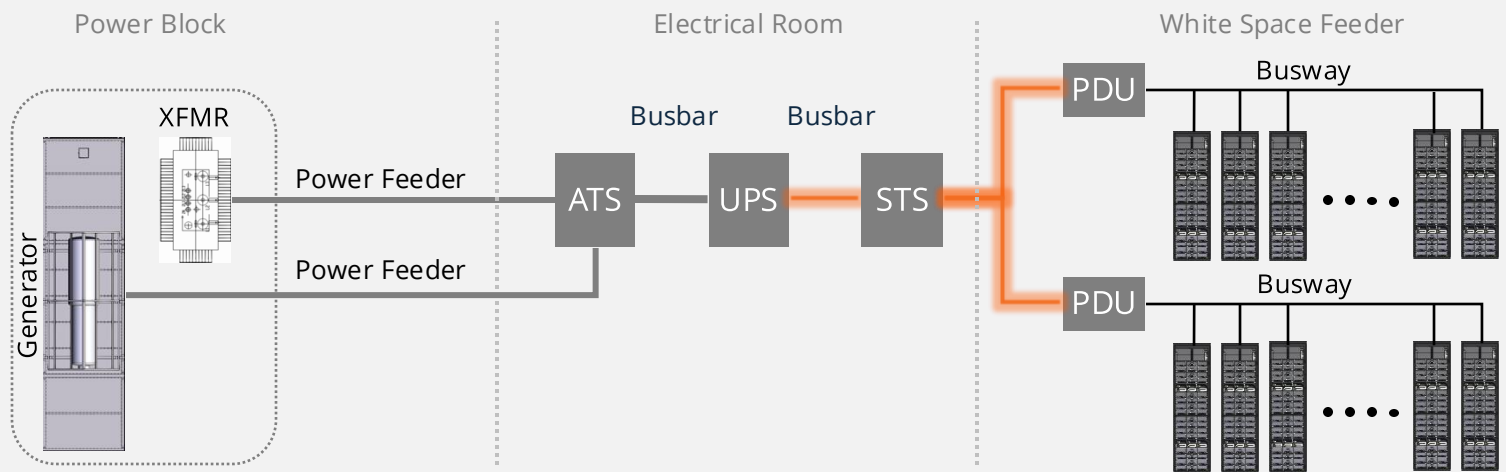 Power Block
Electrical Room
White Space Feeder
XFMR
Generator
Power Feeder
Power Feeder
Busbar
Busbar
ATS
UPS
STS
PDU
Busway
PDU
Busway